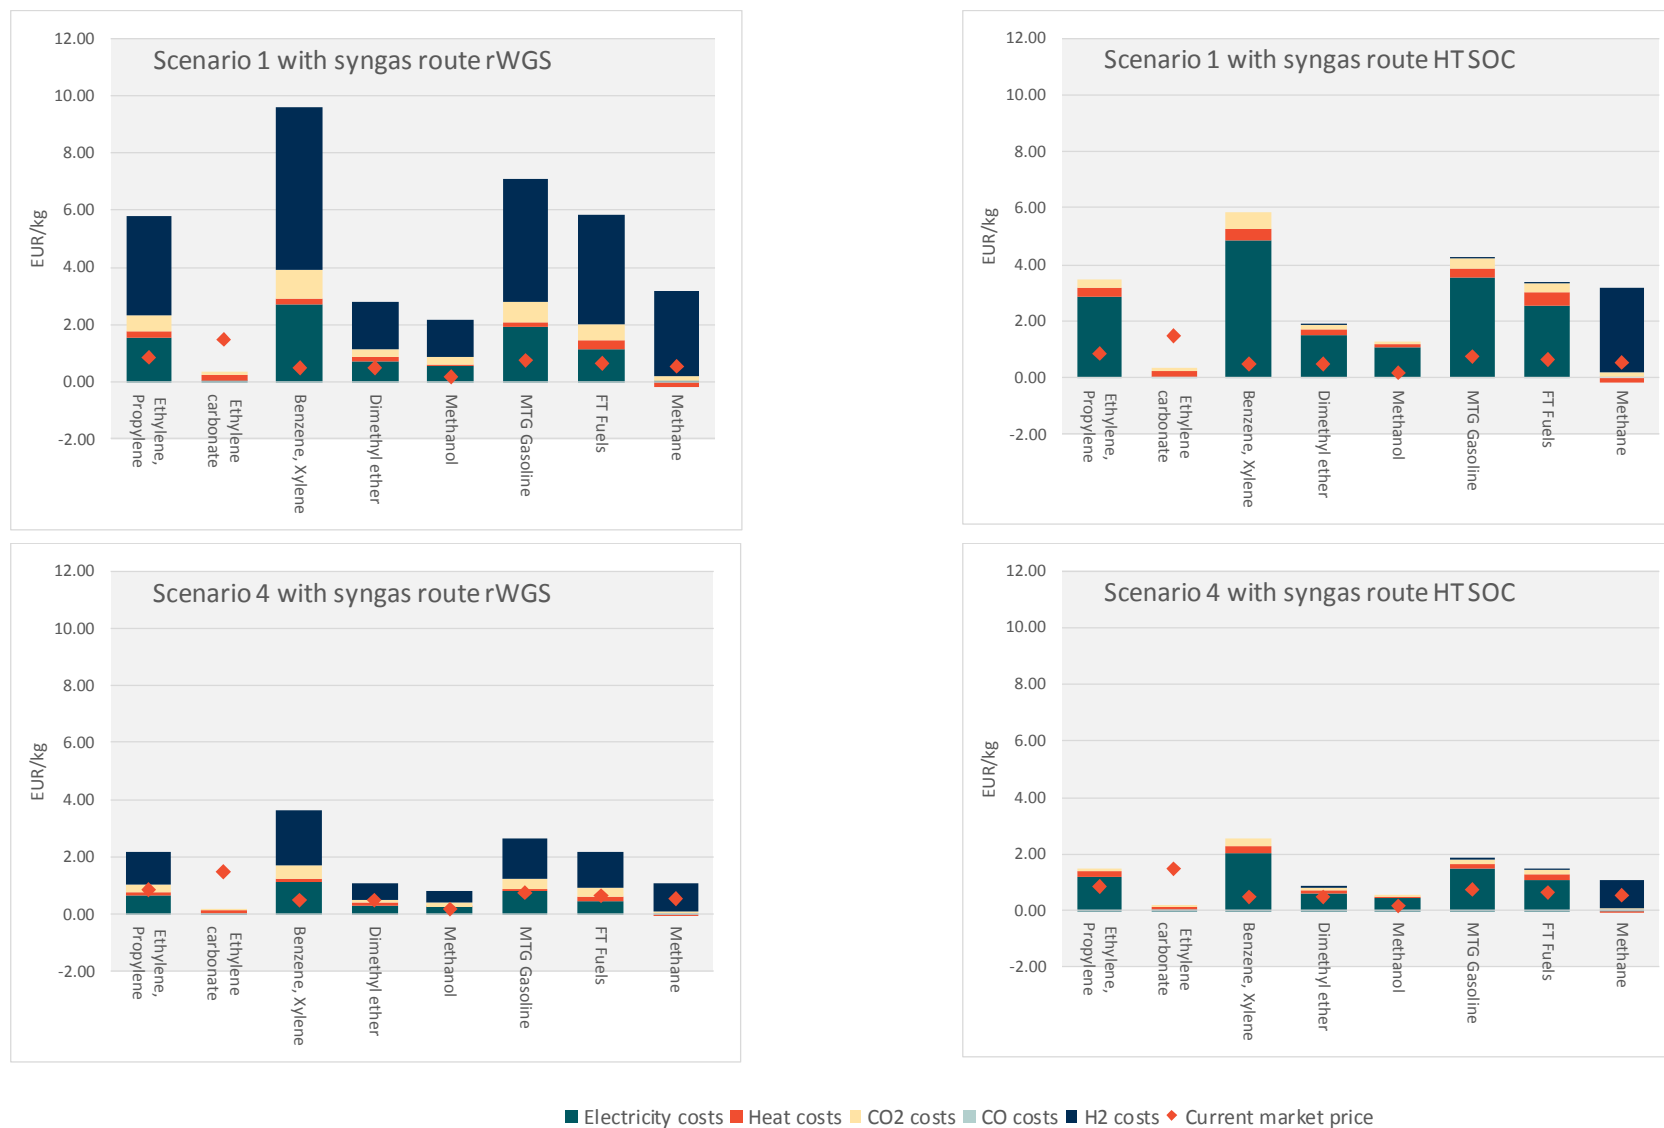 Scenario 1 with syngas route rWGS
EUR/kg
12.00
10.00
8.00
6.00
4.00
2.00
0.00
-2.00
Ethylene,
Propylene
Ethylene
carbonate
Benzene, Xylene
Dimethyl ether
Methanol
MTG Gasoline
FT Fuels
Methane
Scenario 1 with syngas route HT SOC
EUR/kg
12.00
10.00
8.00
6.00
4.00
2.00
0.00
-2.00
Ethylene,
Propylene
Ethylene
carbonate
Benzene, Xylene
Dimethyl ether
Methanol
MTG Gasoline
FT Fuels
Methane
Scenario 4 with syngas route rWGS
EUR/kg
12.00
10.00
8.00
6.00
4.00
2.00
0.00
-2.00
Ethylene,
Propylene
Ethylene
carbonate
Benzene, Xylene
Dimethyl ether
Methanol
MTG Gasoline
FT Fuels
Methane
Scenario 4 with syngas route HT SOC
EUR/kg
12.00
10.00
8.00
6.00
4.00
2.00
0.00
-2.00
Ethylene,
Propylene
Ethylene
carbonate
Benzene, Xylene
Dimethyl ether
Methanol
MTG Gasoline
FT Fuels
Methane
Electricity costs Heat costs CO2 costs CO costs H2 costs Current market price